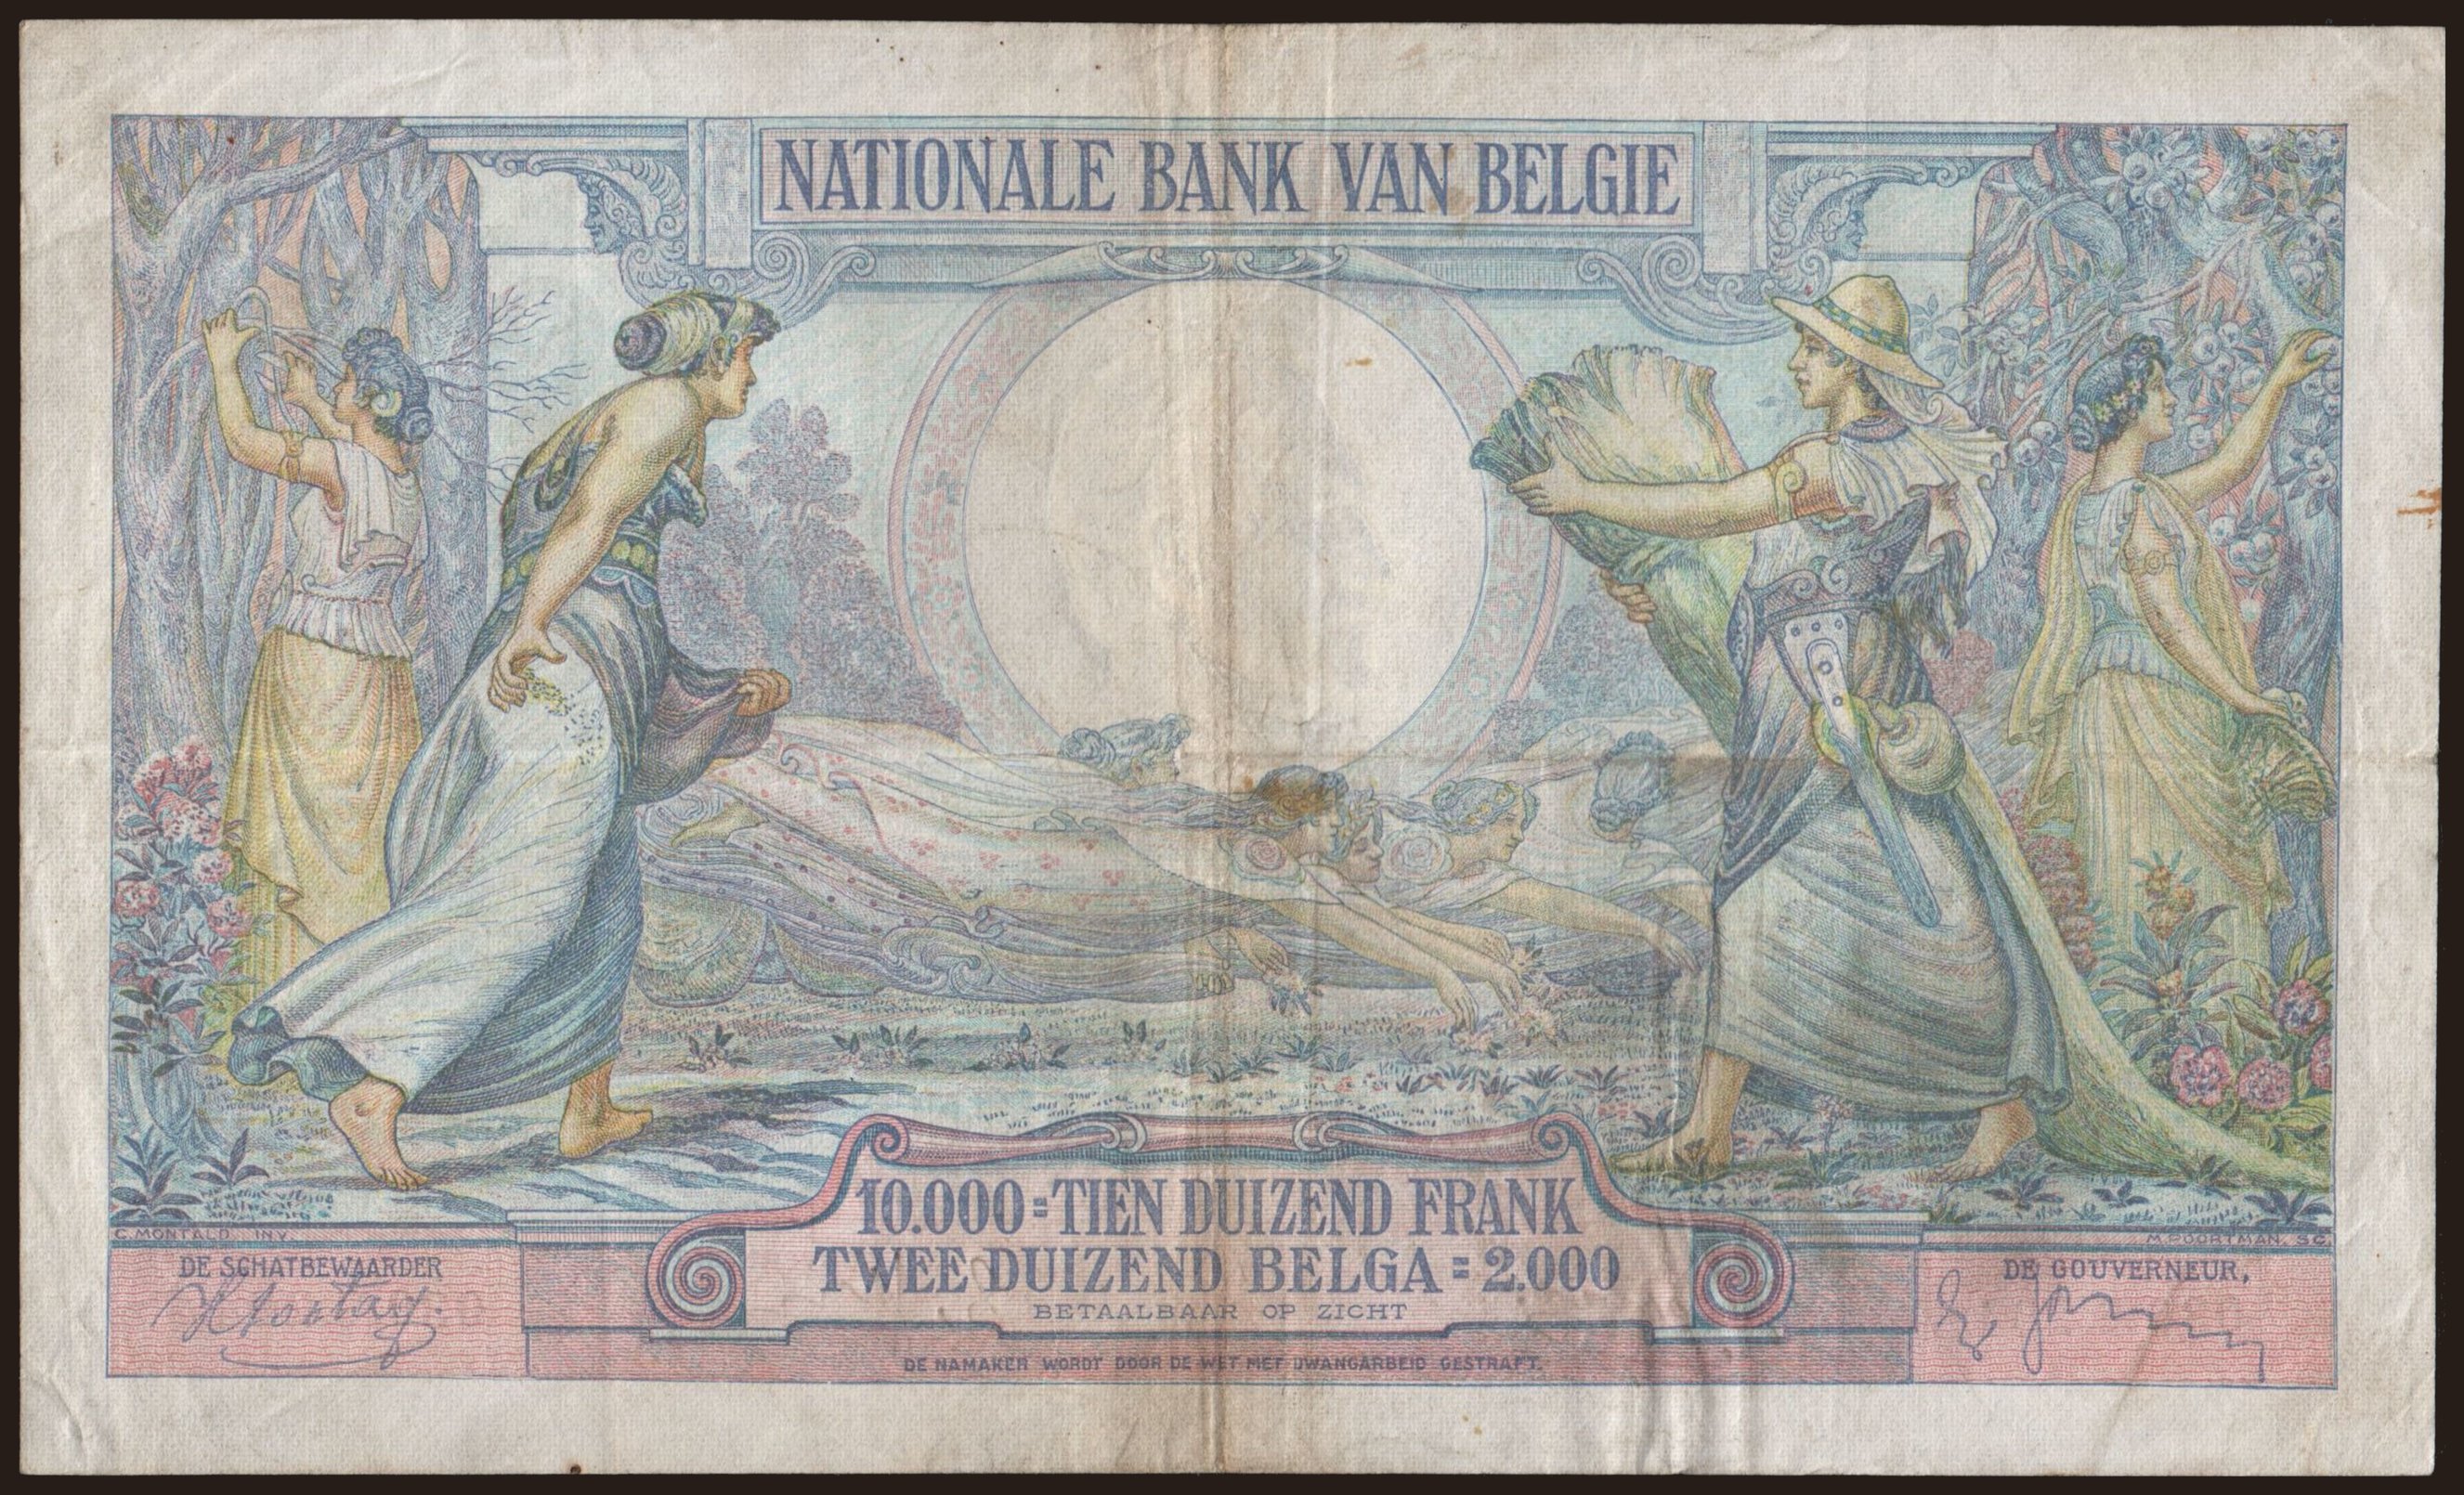 NATIONALE BANK VAN BELGIE
10.000=TIEN DUIZEND FRANK
TWEE DUIZEND BELGA=2.000
BETAALBAAR OP ZICHT
C. MONTALD. INV.
M. POORTMAN. SC.
DE SCHATBEWAARDER
DE GOUVERNEUR,
DE NAMAKER WORDT DOOR DE WET MET DWANGARBEID GESTRAFT.